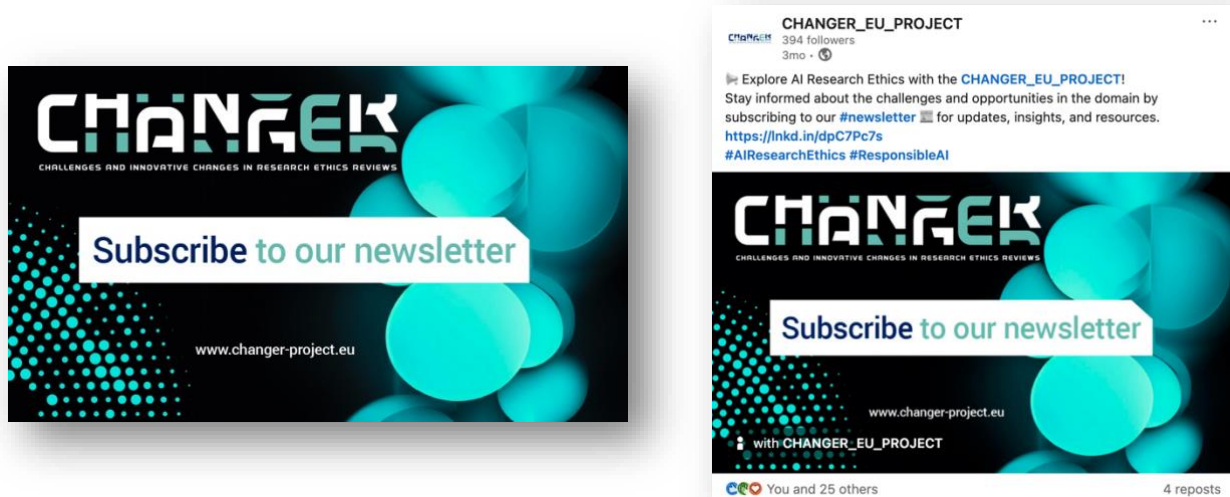 CHANGER
CHALLENGES AND INNOVATIVE CHANGES IN RESEARCH ETHICS REVIEWS
Subscribe to our newsletter
www.changer-project.eu
CHANGER
CHANGER_EU_PROJECT
394 followers
3mo •
Explore AI Research Ethics with the CHANGER_EU_PROJECT!
Stay informed about the challenges and opportunities in the domain by
subscribing to our #newsletter for updates, insights, and resources.
https://lnkd.in/dpC7Pc7s
#AIResearchEthics #ResponsibleAI
CHANGER
CHALLENGES AND INNOVATIVE CHANGES IN RESEARCH ETHICS REVIEWS
Subscribe to our newsletter
www.changer-project.eu
with CHANGER_EU_PROJECT
You and 25 others
4 reposts